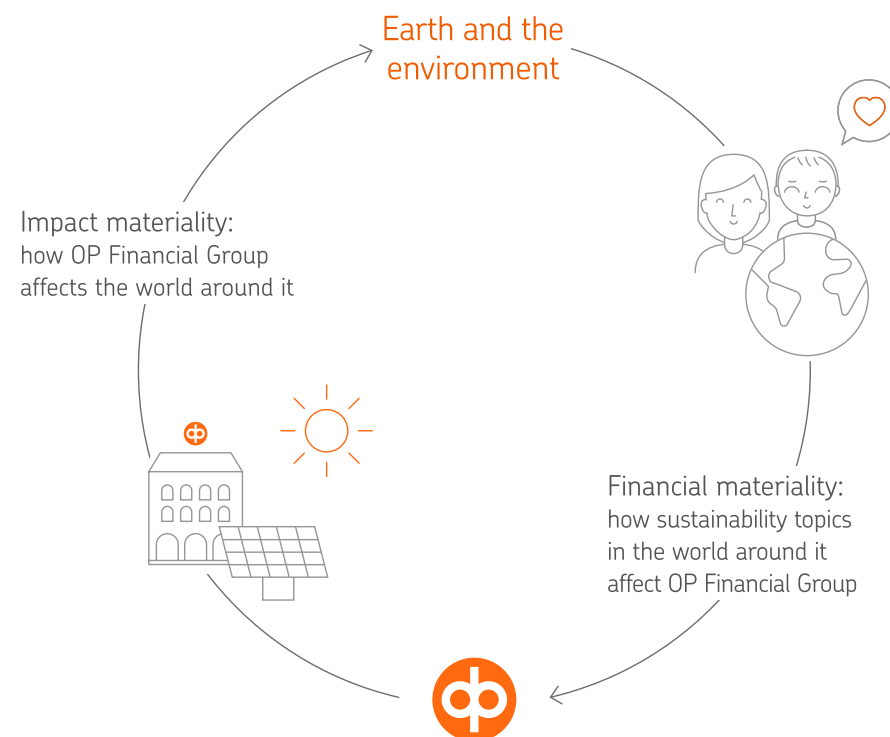 Earth and the
environment
Impact materiality:
how OP Financial Group
affects the world around it
Financial materiality:
how sustainability topics
in the world around it
affect OP Financial Group